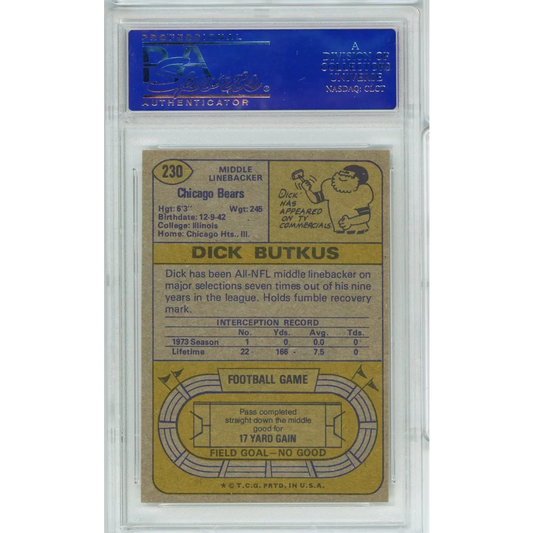 PROFESSIONAL
PSA
Sports
AUTHENTICATOR
A
DIVISION OF
COLLECTORS
UNIVERSE
NASDAQ: CLCT
230
MIDDLE
LINEBACKER
Chicago Bears
Hgt: 6'3" Wgt: 245
Birthdate: 12-9-42
College: Illinois
Home: Chicago Hts., Ill.
DICK
HAS
APPEARED
ON TV
COMMERCIALS.
DICK BUTKUS
Dick has been All-NFL middle linebacker on
major selections seven times out of his nine
years in the league. Holds fumble recovery
mark.
INTERCEPTION RECORD
No. Yds. Avg. Tds.
1973 Season 1 0 0.0 0
Lifetime 22 166 - 7.5 0
FOOTBALL GAME
Pass completed
straight down the middle
good for
17 YARD GAIN
FIELD GOAL—NO GOOD
* © T.C.G. PRTD. IN U.S.A.